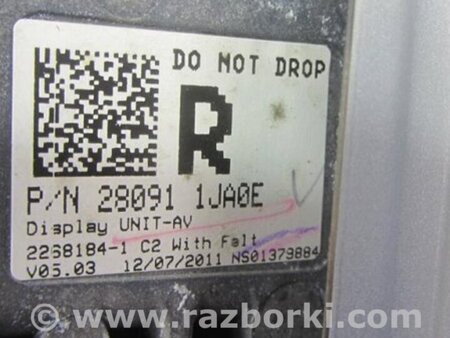 DO NOT DROP
R
P/N 28091 1JA0E
Display UNIT-AV
2268184-1 C2 With Felt
V05.03 12/07/2011 NS01379884
www.razborki.com